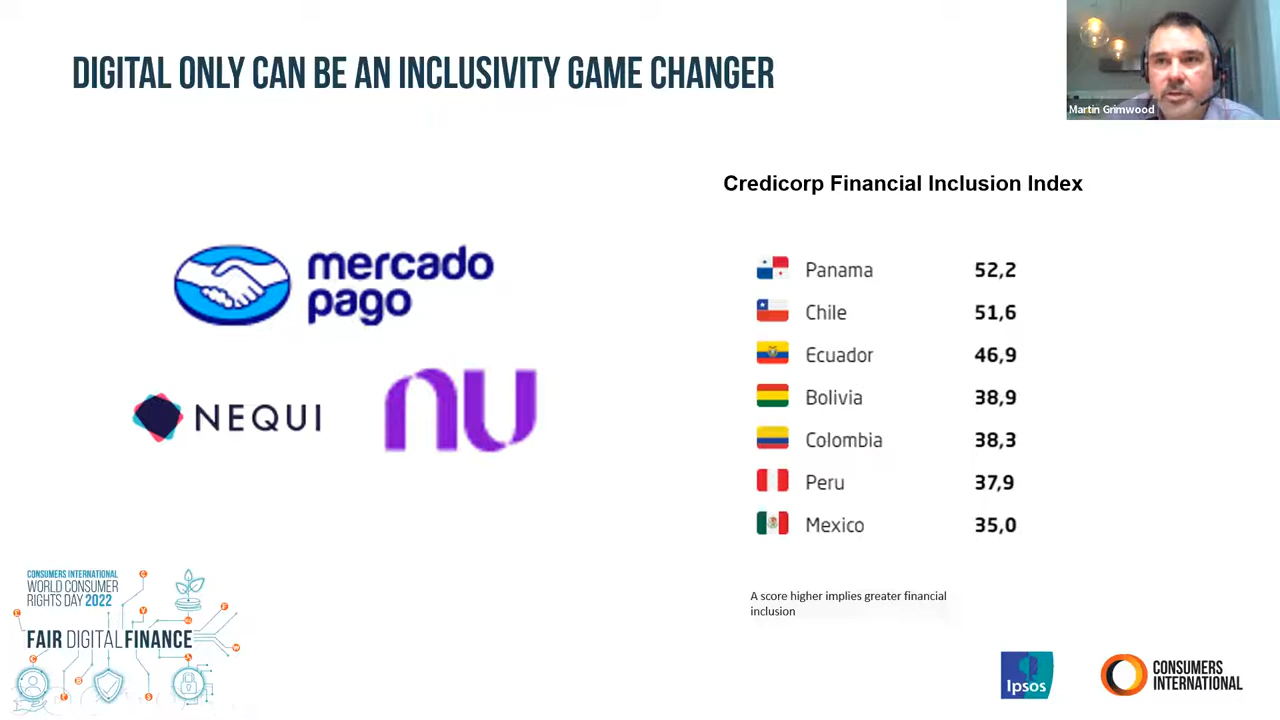 DIGITAL ONLY CAN BE AN INCLUSIVITY GAME CHANGER
Martin Grimwood
Credicorp Financial Inclusion Index
mercado
pago
NEQUI
nu
Panama 52,2
Chile 51,6
Ecuador 46,9
Bolivia 38,9
Colombia 38,3
Peru 37,9
Mexico 35,0
A score higher implies greater financial
inclusion
CONSUMERS INTERNATIONAL
WORLD CONSUMER
RIGHTS DAY 2022
FAIR DIGITALFINANCE
Ipsos
CONSUMERS
INTERNATIONAL